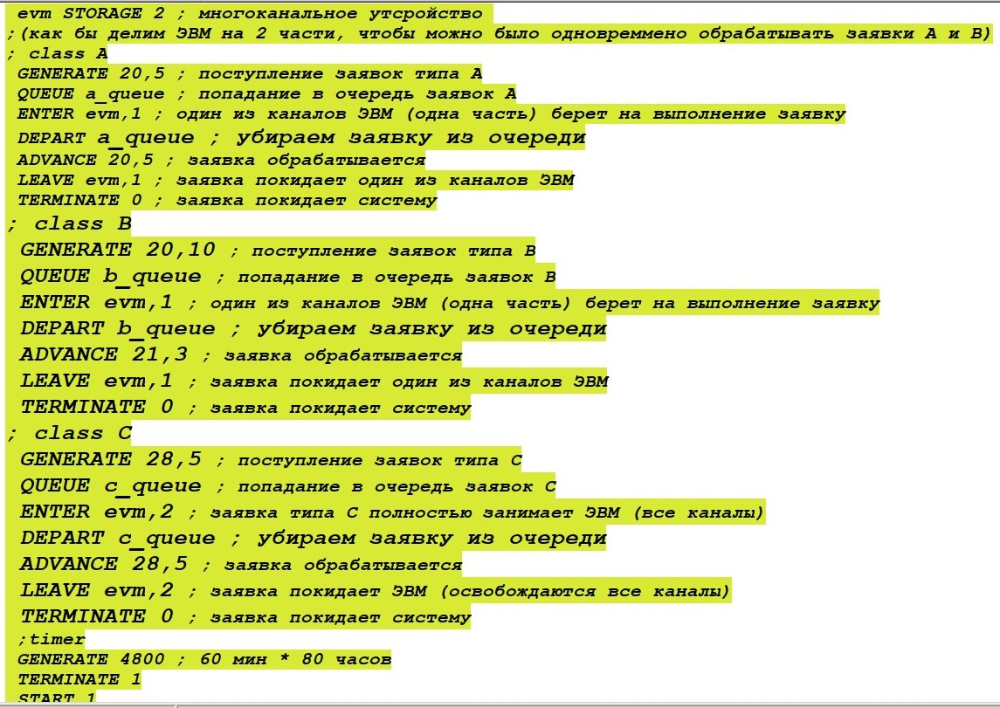 evm STORAGE 2 ; многоканальное утсройство
;(как бы делим ЭВМ на 2 части, чтобы можно было одновреммено обрабатывать заявки А и В)
; class A
GENERATE 20,5 ; поступление заявок типа А
QUEUE a_queue ; попадание в очередь заявок А
ENTER evm,1 ; один из каналов ЭВМ (одна часть) берет на выполнение заявку
DEPART a_queue ; убираем заявку из очереди
ADVANCE 20,5 ; заявка обрабатывается
LEAVE evm,1 ; заявка покидает один из каналов ЭВМ
TERMINATE 0 ; заявка покидает систему
; class B
GENERATE 20,10 ; поступление заявок типа В
QUEUE b_queue ; попадание в очередь заявок В
ENTER evm,1 ; один из каналов ЭВМ (одна часть) берет на выполнение заявку
DEPART b_queue ; убираем заявку из очереди
ADVANCE 21,3 ; заявка обрабатывается
LEAVE evm,1 ; заявка покидает один из каналов ЭВМ
TERMINATE 0 ; заявка покидает систему
; class C
GENERATE 28,5 ; поступление заявок типа С
QUEUE c_queue ; попадание в очередь заявок С
ENTER evm,2 ; заявка типа С полностью занимает ЭВМ (все каналы)
DEPART c_queue ; убираем заявку из очереди
ADVANCE 28,5 ; заявка обрабатывается
LEAVE evm,2 ; заявка покидает ЭВМ (освобождаются все каналы)
TERMINATE 0 ; заявка покидает систему
;timer
GENERATE 4800 ; 60 мин * 80 часов
TERMINATE 1
START 1